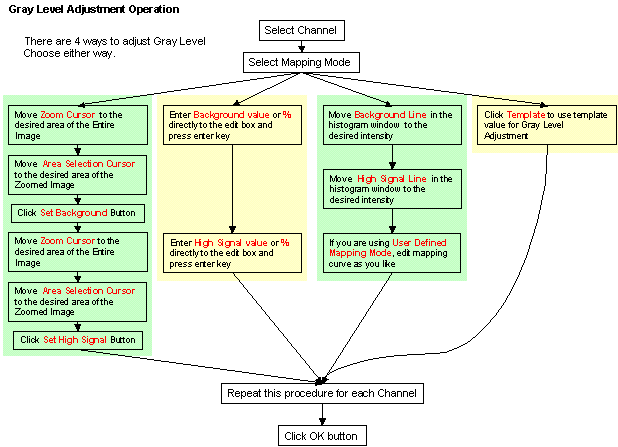 Gray Level Adjustment Operation
There are 4 ways to adjust Gray Level
Choose either way.
Select Channel
Select Mapping Mode
Move Zoom Cursor to the
desired area of the Entire
Image
Move Area Selection Cursor
to the desired area of the
Zoomed Image
Click Set Background Button
Move Zoom Cursor to the
desired area of the Entire
Image
Move Area Selection Cursor
to the desired area of the
Zoomed Image
Click Set High Signal Button
Enter Background value or %
directly to the edit box and
press enter key
Enter High Signal value or %
directly to the edit box and
press enter key
Move Background Line in the
histogram window to the
desired intensity
Move High Signal Line in the
histogram window to the
desired intensity
If you are using User Defined
Mapping Mode, edit mapping
curve as you like
Click Template to use template
value for Gray Level
Adjustment
Repeat this procedure for each Channel
Click OK button